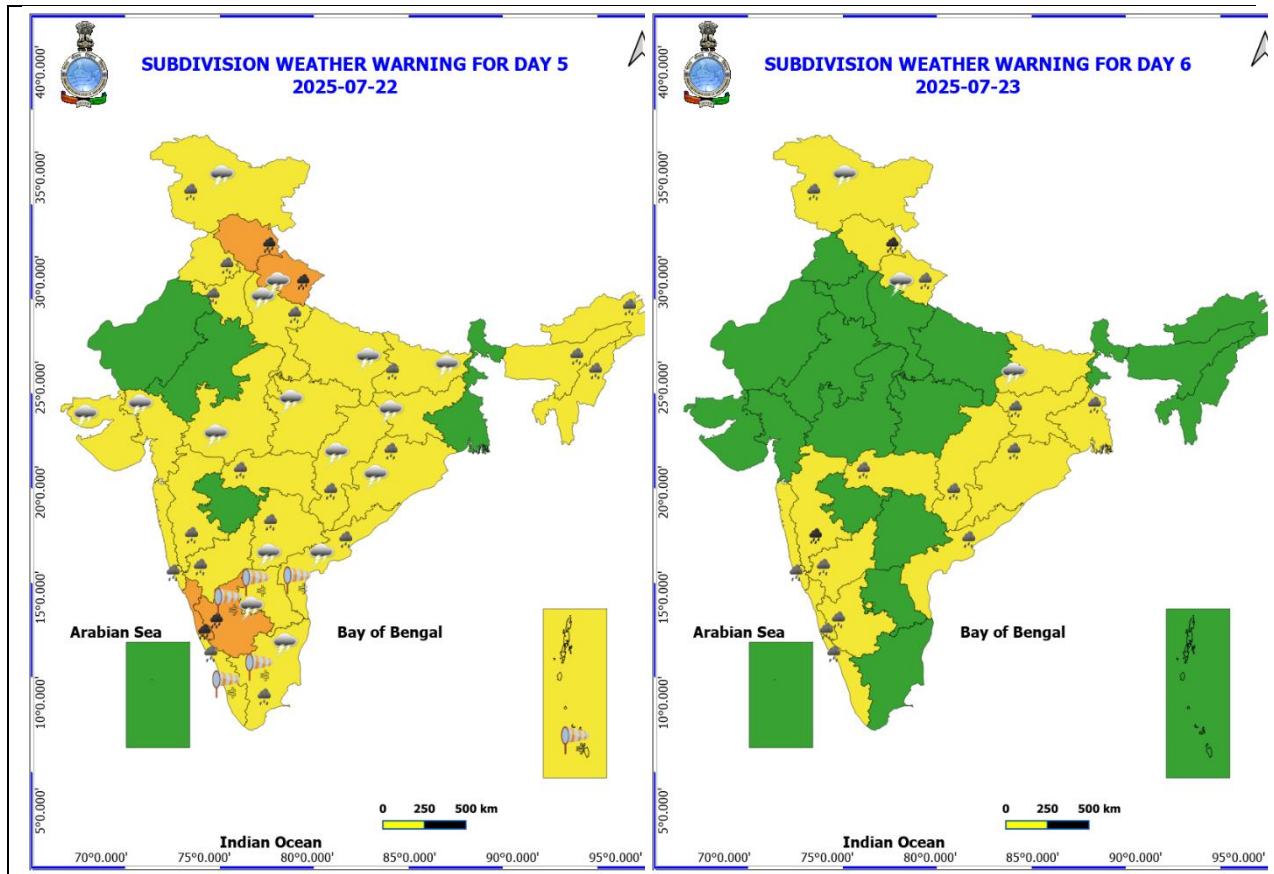 SUBDIVISION WEATHER WARNING FOR DAY 5
2025-07-22
40°0.000'
35°0.000'
30°0.000'
25°0.000'
20°0.000'
15°0.000'
10°0.000'
5°0.000'
Arabian Sea
Bay of Bengal
0 250 500 km
Indian Ocean
70°0.000' 75°0.000' 80°0.000' 85°0.000' 90°0.000' 95°0.000'
SUBDIVISION WEATHER WARNING FOR DAY 6
2025-07-23
40°0.000'
35°0.000'
30°0.000'
25°0.000'
20°0.000'
15°0.000'
10°0.000'
5°0.000'
Arabian Sea
Bay of Bengal
0 250 500 km
Indian Ocean
70°0.000' 75°0.000' 80°0.000' 85°0.000' 90°0.000' 95°0.000'